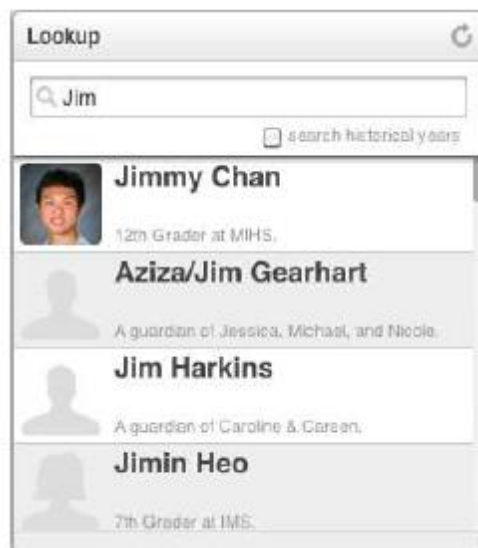 Lookup
Jim
search historical years
Jimmy Chan
12th Grader at MIHS.
Aziza/Jim Gearhart
A guardian of Jessica, Michael, and Nicole.
Jim Harkins
A guardian of Caroline &
Jimin Heo
7th Grader at IMS.